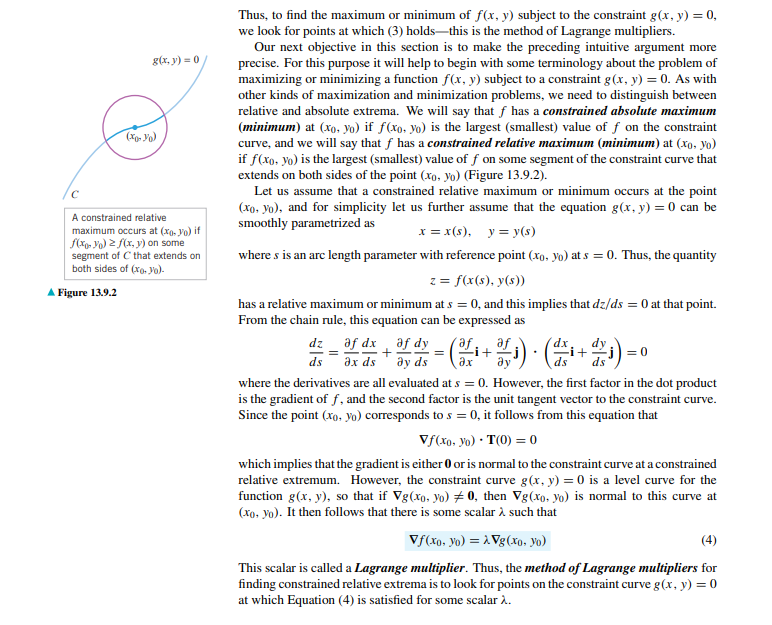 Thus, to find the maximum or minimum of f(x, y) subject to the constraint g(x, y) = 0,
we look for points at which (3) holds—this is the method of Lagrange multipliers.
Our next objective in this section is to make the preceding intuitive argument more
precise. For this purpose it will help to begin with some terminology about the problem of
maximizing or minimizing a function f(x, y) subject to a constraint g(x, y) = 0. As with
other kinds of maximization and minimization problems, we need to distinguish between
relative and absolute extrema. We will say that f has a constrained absolute maximum
(minimum) at (x₀, y₀) if f(x₀, y₀) is the largest (smallest) value of f on the constraint
curve, and we will say that f has a constrained relative maximum (minimum) at (x₀, y₀)
if f(x₀, y₀) is the largest (smallest) value of f on some segment of the constraint curve that
extends on both sides of the point (x₀, y₀) (Figure 13.9.2).
g(x, y) = 0
(x₀, y₀)
C
A constrained relative
maximum occurs at (x₀, y₀) if
f(x₀, y₀) ≥ f(x, y) on some
segment of C that extends on
both sides of (x₀, y₀).
▲ Figure 13.9.2
Let us assume that a constrained relative maximum or minimum occurs at the point
(x₀, y₀), and for simplicity let us further assume that the equation g(x, y) = 0 can be
smoothly parametrized as
x = x(s), y = y(s)
where s is an arc length parameter with reference point (x₀, y₀) at s = 0. Thus, the quantity
z = f(x(s), y(s))
has a relative maximum or minimum at s = 0, and this implies that dz/ds = 0 at that point.
From the chain rule, this equation can be expressed as
dz/ds = ∂f/∂x dx/ds + ∂f/∂y dy/ds = (∂f/∂x i + ∂f/∂y j) · (dx/ds i + dy/ds j) = 0
where the derivatives are all evaluated at s = 0. However, the first factor in the dot product
is the gradient of f, and the second factor is the unit tangent vector to the constraint curve.
Since the point (x₀, y₀) corresponds to s = 0, it follows from this equation that
∇f(x₀, y₀) · T(0) = 0
which implies that the gradient is either 0 or is normal to the constraint curve at a constrained
relative extremum. However, the constraint curve g(x, y) = 0 is a level curve for the
function g(x, y), so that if ∇g(x₀, y₀) ≠ 0, then ∇g(x₀, y₀) is normal to this curve at
(x₀, y₀). It then follows that there is some scalar λ such that
∇f(x₀, y₀) = λ∇g(x₀, y₀) (4)
This scalar is called a Lagrange multiplier. Thus, the method of Lagrange multipliers for
finding constrained relative extrema is to look for points on the constraint curve g(x, y) = 0
at which Equation (4) is satisfied for some scalar λ.